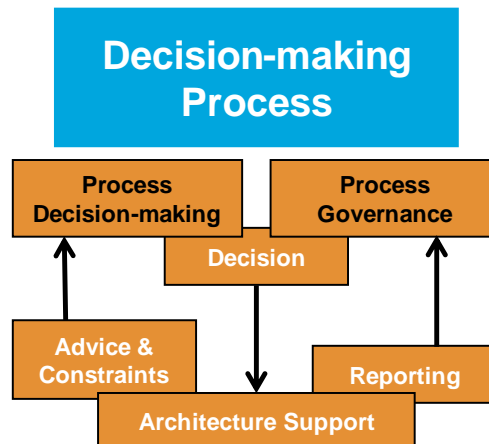 Decision-making
Process
Process
Decision-making
Process
Governance
Decision
Advice &
Constraints
Reporting
Architecture Support